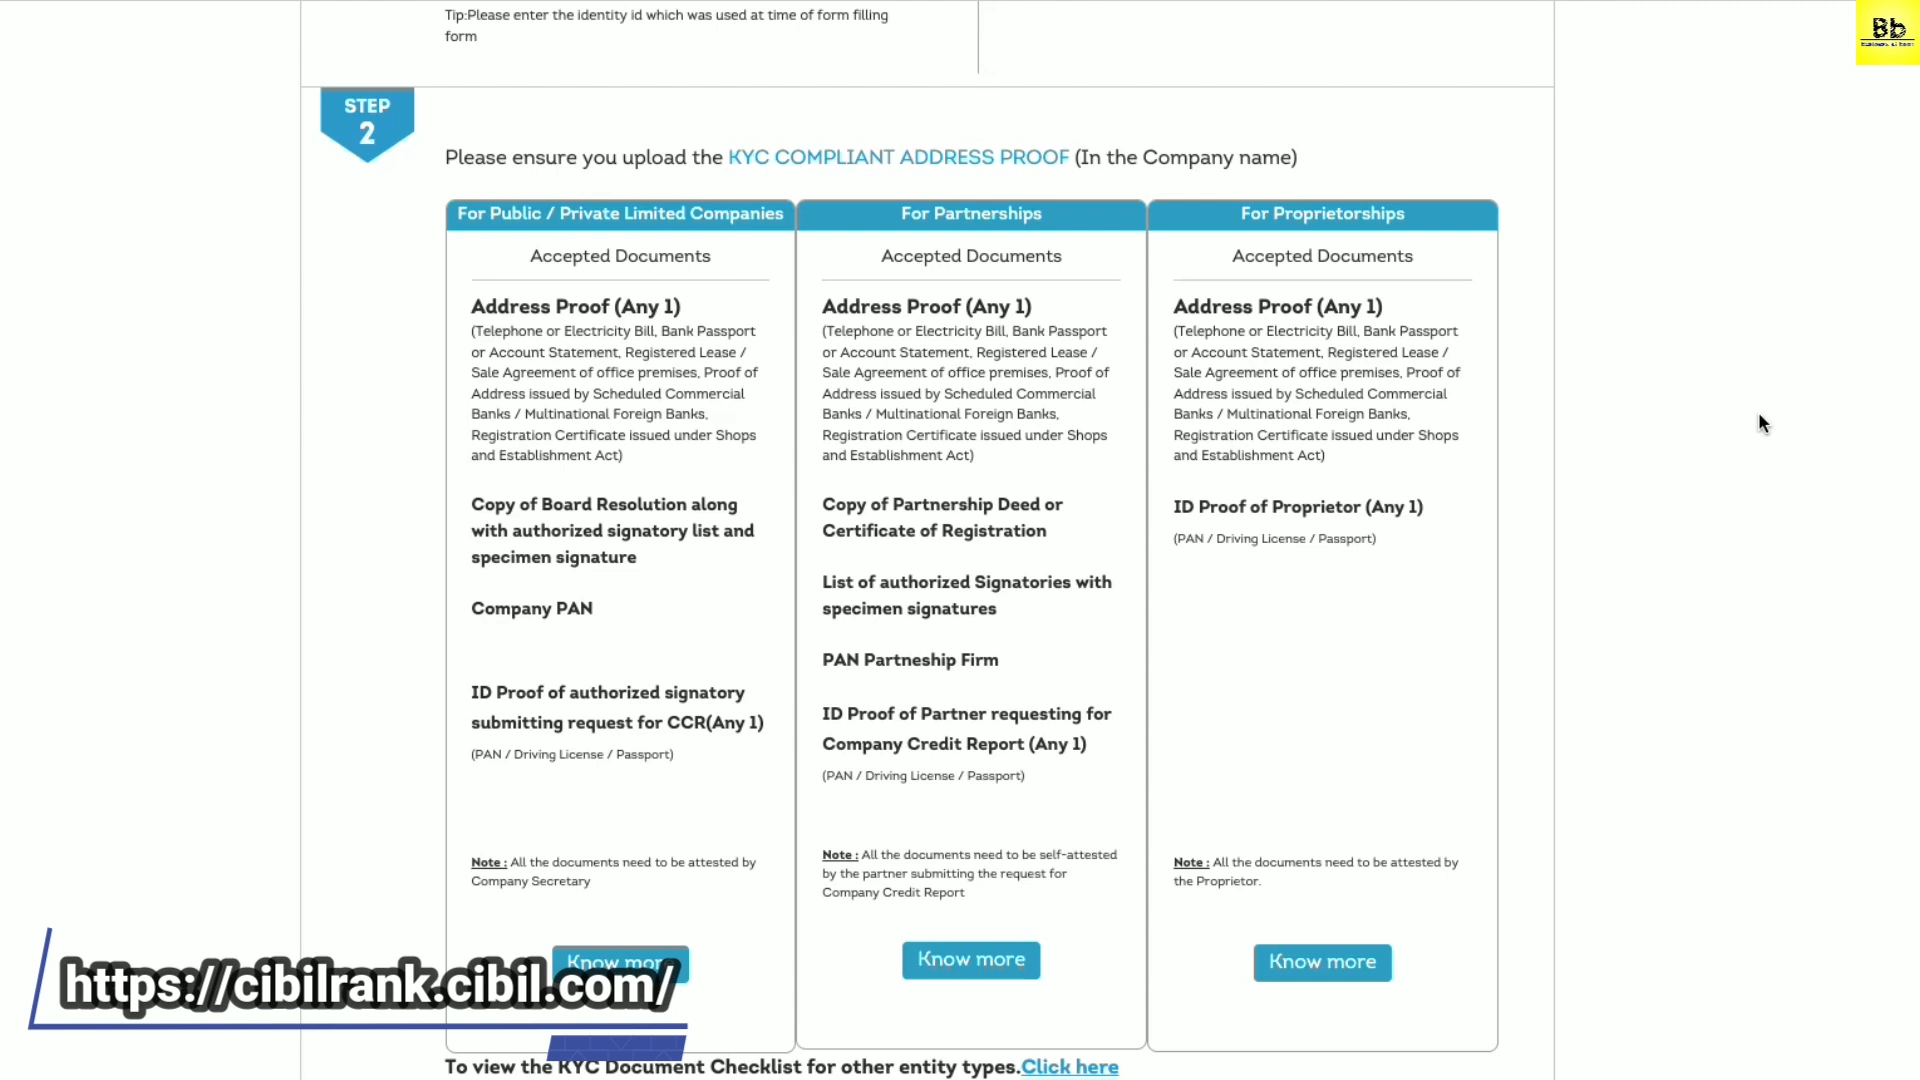 Tip:Please enter the identity id which was used at time of form filling
form
Bb
STEP
2
Please ensure you upload the KYC COMPLIANT ADDRESS PROOF (In the Company name)
For Public / Private Limited Companies
Accepted Documents
Address Proof (Any 1)
(Telephone or Electricity Bill, Bank Passport
or Account Statement, Registered Lease /
Sale Agreement of office premises, Proof of
Address issued by Scheduled Commercial
Banks / Multinational Foreign Banks,
Registration Certificate issued under Shops
and Establishment Act)
Copy of Board Resolution along
with authorized signatory list and
specimen signature
Company PAN
ID Proof of authorized signatory
submitting request for CCR(Any 1)
(PAN / Driving License / Passport)
Note : All the documents need to be attested by
Company Secretary
Know more
For Partnerships
Accepted Documents
Address Proof (Any 1)
(Telephone or Electricity Bill, Bank Passport
or Account Statement, Registered Lease /
Sale Agreement of office premises, Proof of
Address issued by Scheduled Commercial
Banks / Multinational Foreign Banks,
Registration Certificate issued under Shops
and Establishment Act)
Copy of Partnership Deed or
Certificate of Registration
List of authorized Signatories with
specimen signatures
PAN Partneship Firm
ID Proof of Partner requesting for
Company Credit Report (Any 1)
(PAN / Driving License / Passport)
Note : All the documents need to be self-attested
by the partner submitting the request for
Company Credit Report
Know more
For Proprietorships
Accepted Documents
Address Proof (Any 1)
(Telephone or Electricity Bill, Bank Passport
or Account Statement, Registered Lease /
Sale Agreement of office premises, Proof of
Address issued by Scheduled Commercial
Banks / Multinational Foreign Banks,
Registration Certificate issued under Shops
and Establishment Act)
ID Proof of Proprietor (Any 1)
(PAN / Driving License / Passport)
Note : All the documents need to be attested by
the Proprietor.
Know more
https://cibilrank.cibil.com/
To view the KYC Document Checklist for other entity types.Click here